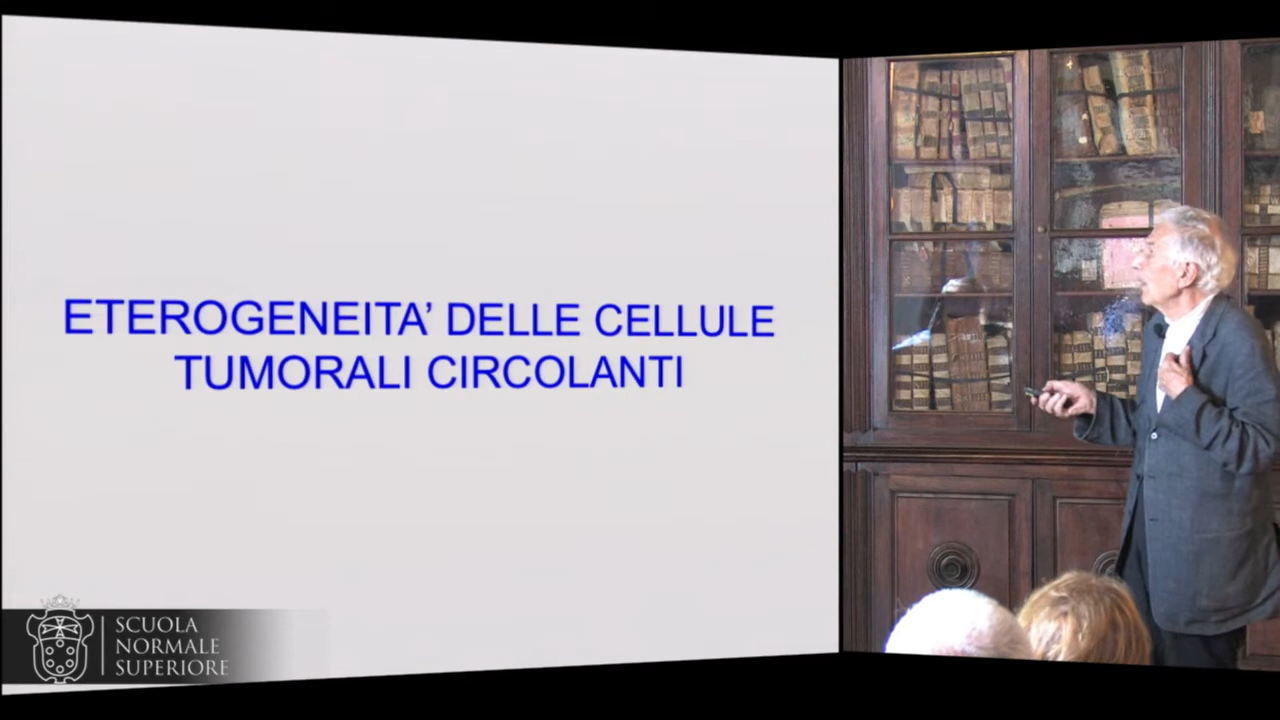 ETEROGENEITA’ DELLE CELLULE
TUMORALI CIRCOLANTI
SCUOLA
NORMALE
SUPERIORE